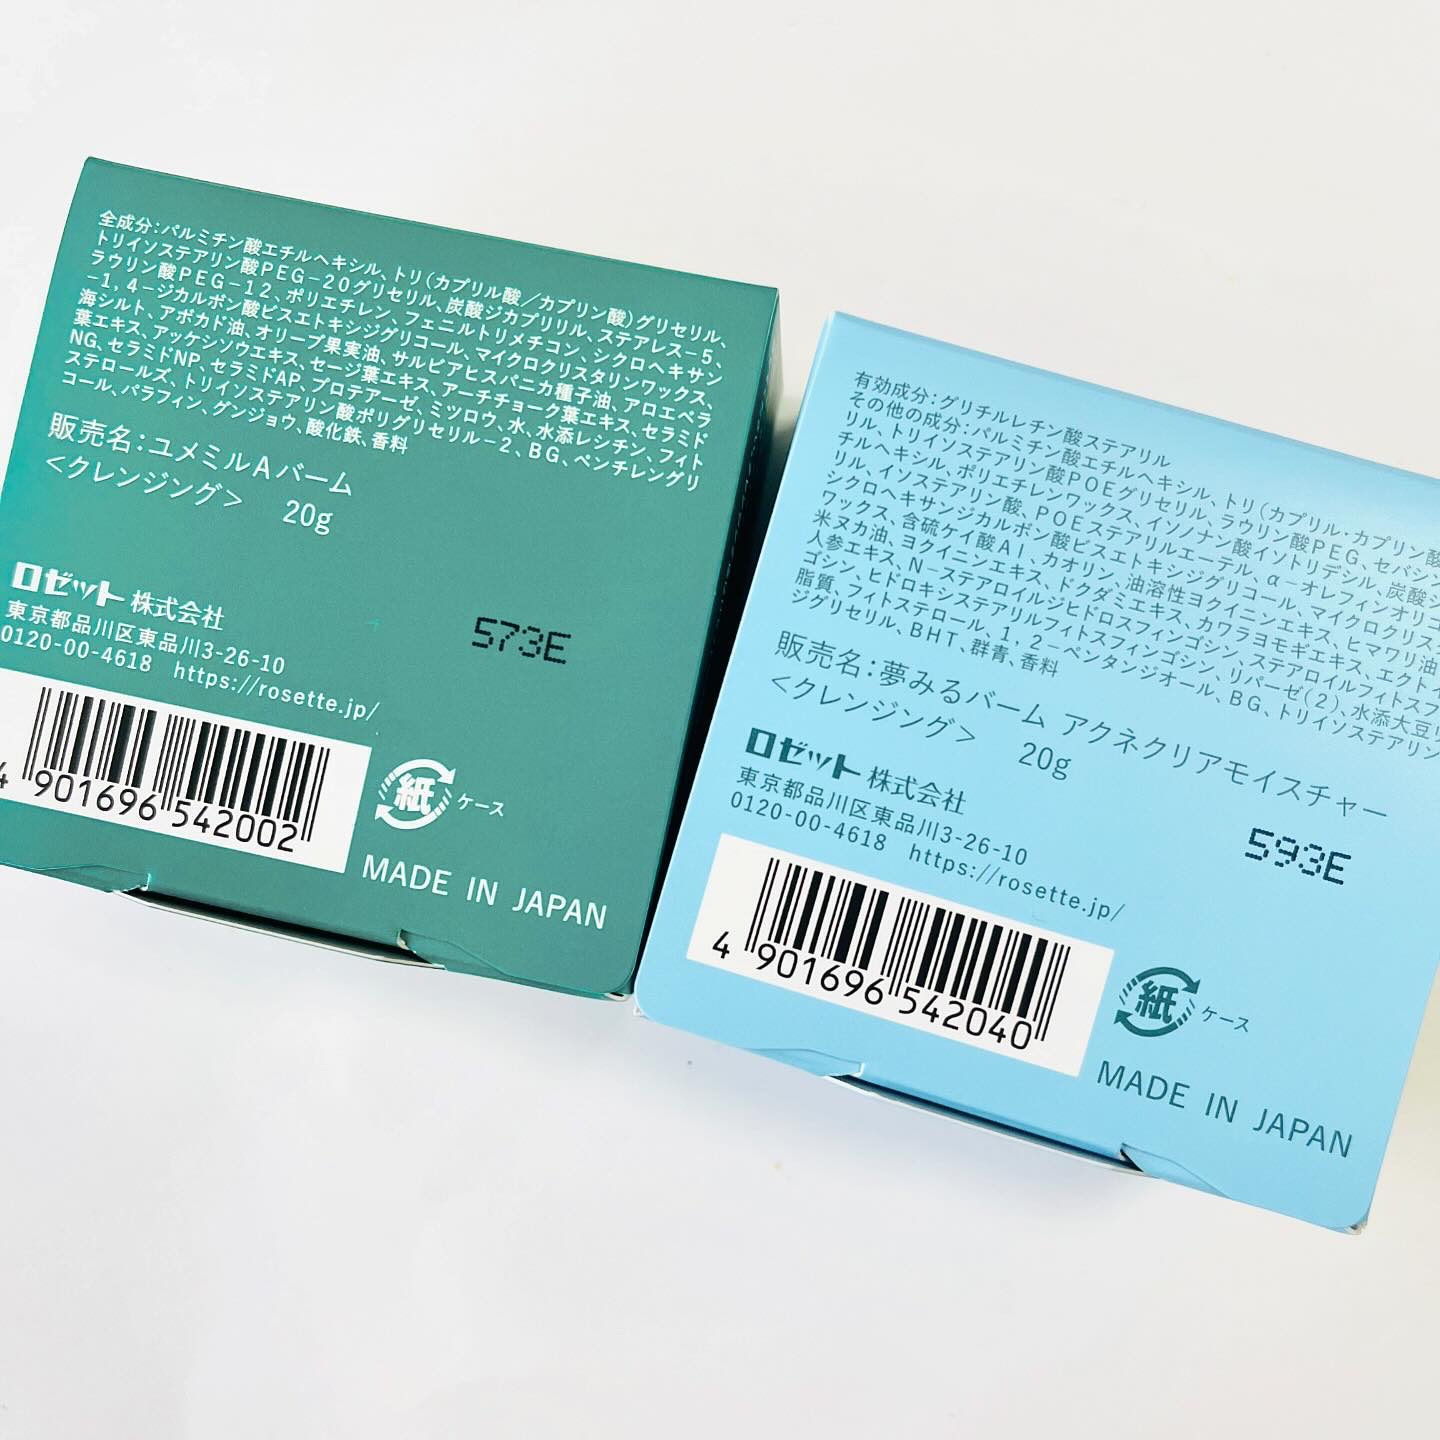 全成分:パルミチン酸エチルヘキシル、トリ(カプリル酸/カプリン酸)グリセリル、
トリイソステアリン酸PEG-20グリセリル、炭酸ジカプリリル、ステアレス-5、
ラウリン酸PEG-12、ポリエチレン、フェニルトリメチコン、シクロヘキサン
-1,4-ジカルボン酸ビスエトキシジグリコール、マイクロクリスタリンワックス、
海シルト、アボカド油、オリーブ果実油、サルビアヒスパニカ種子油、アロエベラ
葉エキス、アッケシソウエキス、セージ葉エキス、アーチチョーク葉エキス、セラミド
NG、セラミドNP、セラミドAP、プロテアーゼ、ミツロウ、水、水添レシチン、フィト
ステロールズ、トリイソステアリン酸ポリグリセリル-2、BG、ペンチレングリ
コール、パラフィン、グンジョウ、酸化鉄、香料
販売名:ユメミルAバーム
<クレンジング> 20g
ロゼット株式会社
東京都品川区東品川3-26-10
0120-00-4618 https://rosette.jp/
573E
4 901696 542002
紙 ケース
MADE IN JAPAN
有効成分:グリチルレチン酸ステアリル
その他の成分:パルミチン酸エチルヘキシル、トリ(カプリル・カプリン酸
リル、トリイソステアリン酸POEグリセリル、ラウリン酸PEG、セバシン
チルヘキシル、ポリエチレンワックス、イソノナン酸イソトリデシル、炭酸ジ
リル、イソステアリン酸、POEステアリルエーテル、α-オレフィンオリゴ
シクロヘキサンジカルボン酸ビスエトキシジグリコール、マイクロクリスタ
ワックス、含硫ケイ酸Al、カオリン、油溶性ヨクイニンエキス、ヒマワリ油
米ヌカ油、ヨクイニンエキス、ドクダミエキス、カワラヨモギエキス、エクトイ
人参エキス、N-ステアロイルジヒドロスフィンゴシン、ステアロイルフィトスフ
ゴシン、ヒドロキシステアリルフィトスフィンゴシン、リパーゼ(2)、水添大豆リ
脂質、フィトステロール、1,2-ペンタンジオール、BG、トリイソステアリン
ジグリセリル、BHT、群青、香料
販売名:夢みるバーム アクネクリアモイスチャー
<クレンジング> 20g
ロゼット株式会社
東京都品川区東品川3-26-10
0120-00-4618 https://rosette.jp/
593E
4 901696 542040
紙 ケース
MADE IN JAPAN